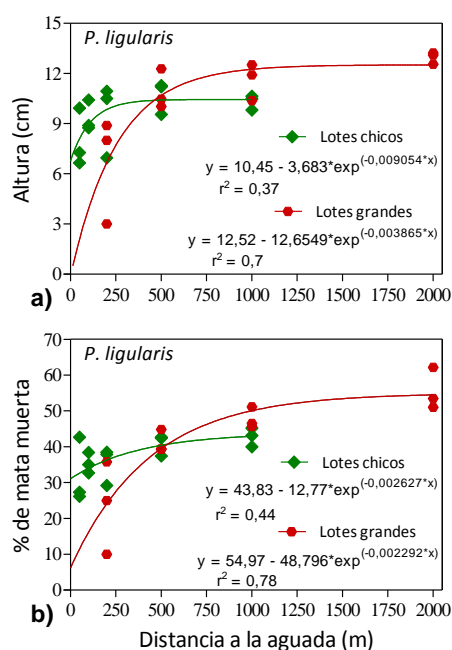 P. ligularis
15
12
9
6
3
0
Altura (cm)
Lotes chicos
y = 10,45 - 3,683*exp(-0,009054*x)
r2 = 0,37
Lotes grandes
y = 12,52 - 12,6549*exp(-0,003865*x)
r2 = 0,7
0 250 500 750 1000 1250 1500 1750 2000
a)
P. ligularis
70
60
50
40
30
20
10
0
% de mata muerta
Lotes chicos
y = 43,83 - 12,77*exp(-0,002627*x)
r2 = 0,44
Lotes grandes
y = 54,97 - 48,796*exp(-0,002292*x)
r2 = 0,78
0 250 500 750 1000 1250 1500 1750 2000
b)
Distancia a la aguada (m)